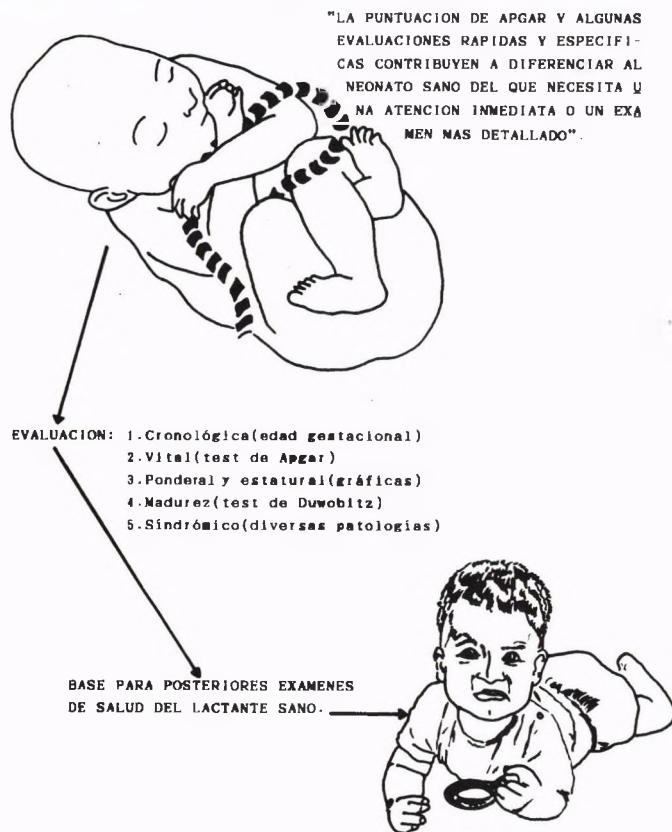 "LA PUNTUACION DE APGAR Y ALGUNAS
EVALUACIONES RAPIDAS Y ESPECIFI-
CAS CONTRIBUYEN A DIFERENCIAR AL
NEONATO SANO DEL QUE NECESITA U
NA ATENCION INMEDIATA O UN EXA
MEN MAS DETALLADO".
EVALUACION: 1.Cronológica(edad gestacional)
2.Vital(test de Apgar)
3.Ponderal y estatural(gráficas)
4.Madurez(test de Duwobitz)
5.Síndrómico(diversas patologías)
BASE PARA POSTERIORES EXAMENES
DE SALUD DEL LACTANTE SANO.